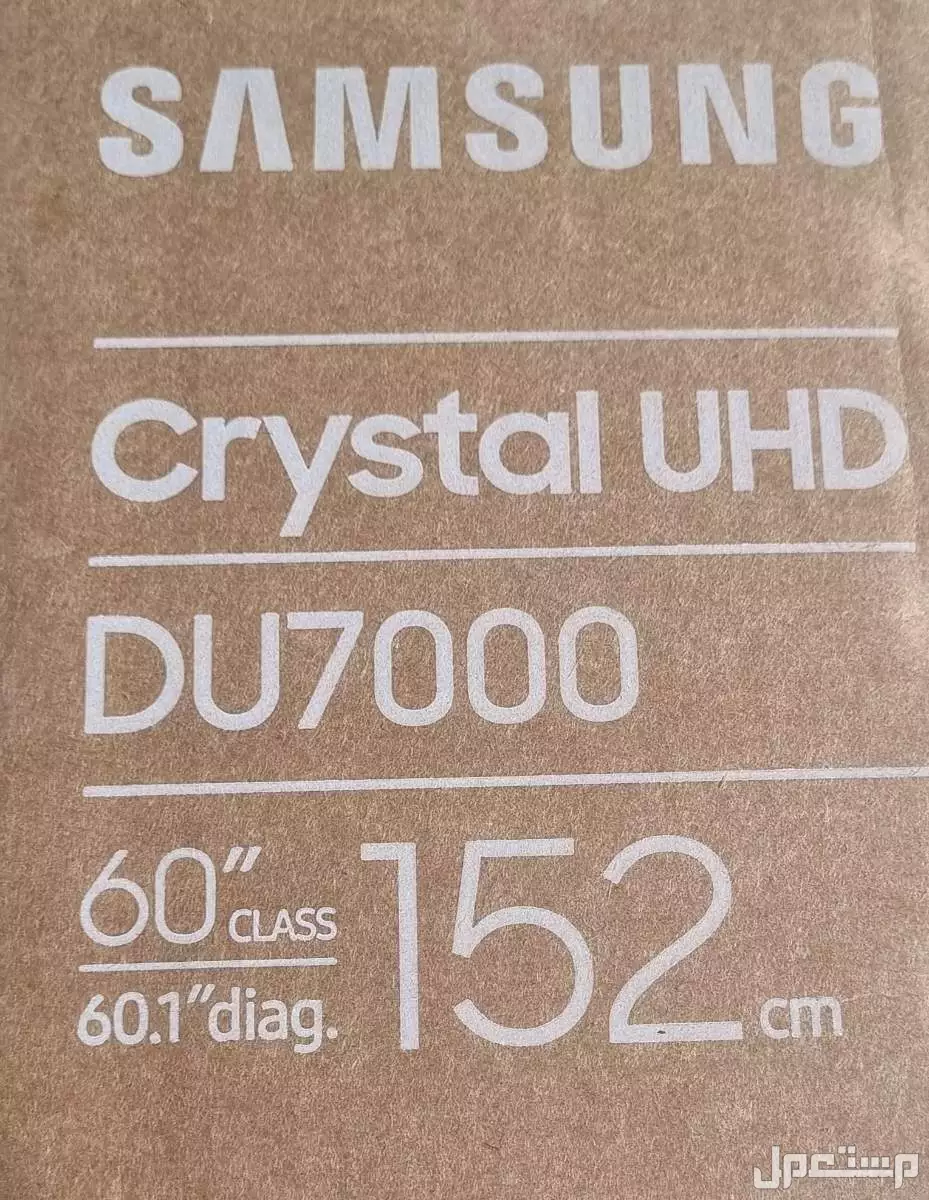 SAMSUNG
Crystal UHD
DU7000
60" CLASS
60.1" diag.
152 cm
مستعمل